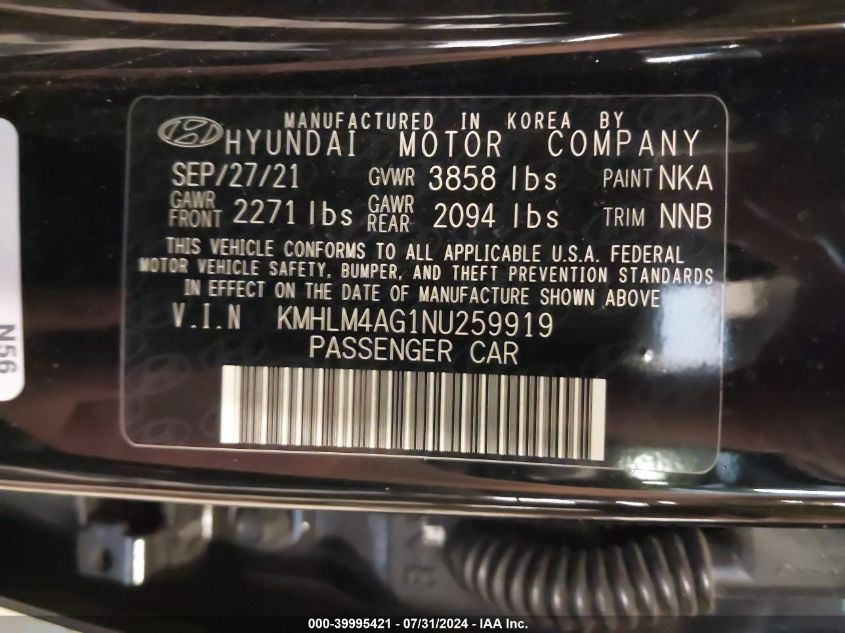 MANUFACTURED IN KOREA BY
HYUNDAI MOTOR COMPANY
SEP/27/21 GVWR 3858 lbs PAINT NKA
GAWR FRONT 2271 lbs GAWR REAR 2094 lbs TRIM NNB
THIS VEHICLE CONFORMS TO ALL APPLICABLE U.S.A. FEDERAL
MOTOR VEHICLE SAFETY, BUMPER, AND THEFT PREVENTION STANDARDS
IN EFFECT ON THE DATE OF MANUFACTURE SHOWN ABOVE
V.I.N KMHLM4AG1NU259919
PASSENGER CAR
N56
000-39995421 - 07/31/2024 - IAA Inc.